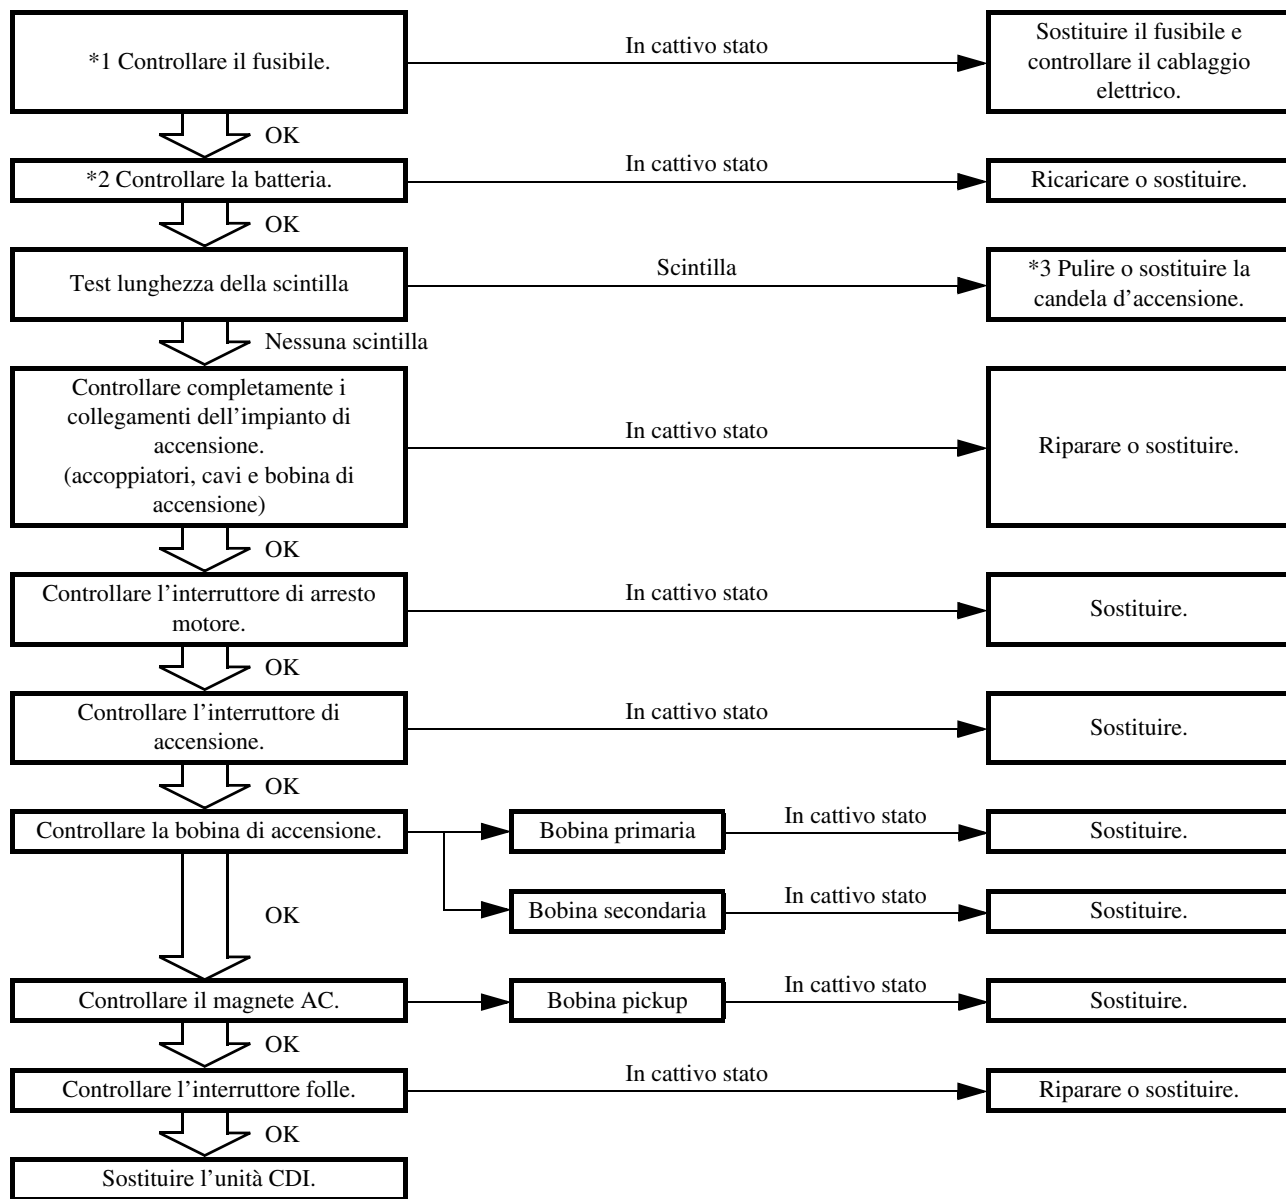 *1 Controllare il fusibile.
In cattivo stato
Sostituire il fusibile e
controllare il cablaggio
elettrico.
OK
*2 Controllare la batteria.
In cattivo stato
Ricaricare o sostituire.
OK
Test lunghezza della scintilla
Scintilla
*3 Pulire o sostituire la
candela d’accensione.
Nessuna scintilla
Controllare completamente i
collegamenti dell’impianto di
accensione.
(accoppiatori, cavi e bobina di
accensione)
In cattivo stato
Riparare o sostituire.
OK
Controllare l’interruttore di arresto
motore.
In cattivo stato
Sostituire.
OK
Controllare l’interruttore di
accensione.
In cattivo stato
Sostituire.
OK
Controllare la bobina di accensione.
Bobina primaria
In cattivo stato
Sostituire.
Bobina secondaria
In cattivo stato
Sostituire.
OK
Controllare il magnete AC.
Bobina pickup
In cattivo stato
Sostituire.
OK
Controllare l’interruttore folle.
In cattivo stato
Riparare o sostituire.
OK
Sostituire l’unità CDI.